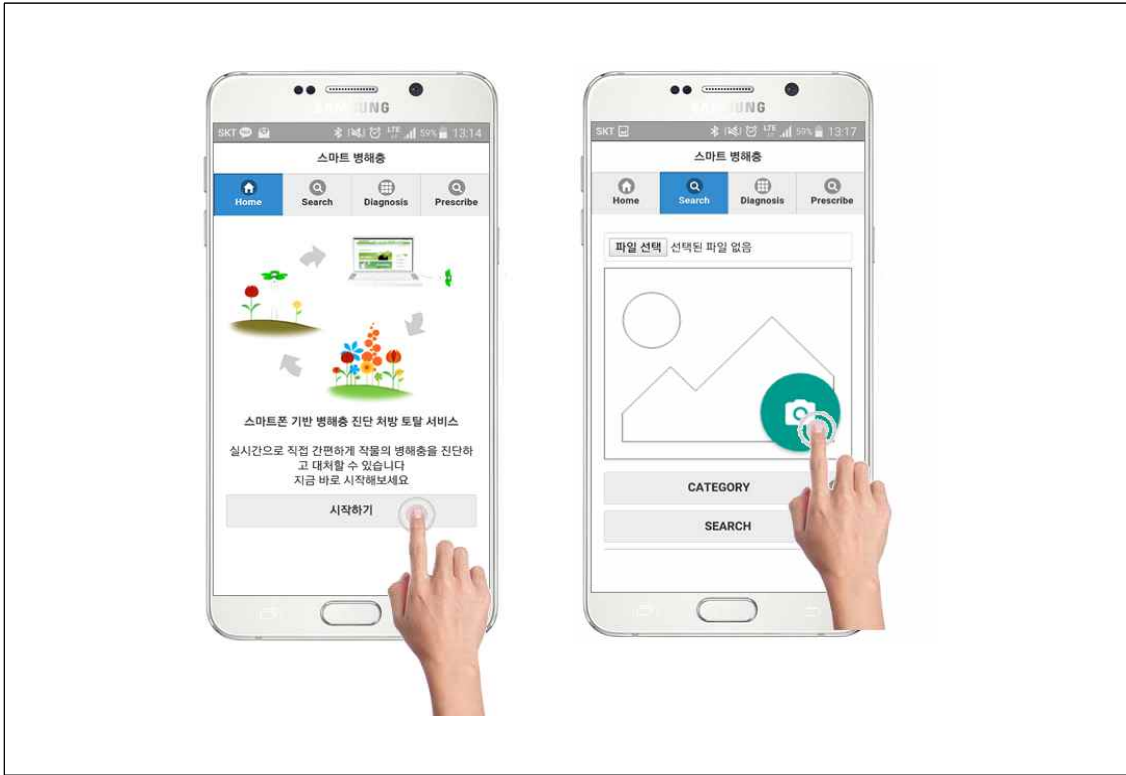 SKT LTE 59% 13:14
스마트 병해충
Home Search Diagnosis Prescribe
스마트폰 기반 병해충 진단 처방 토탈 서비스
실시간으로 직접 간편하게 작물의 병해충을 진단하
고 대처할 수 있습니다
지금 바로 시작해보세요
시작하기
SKT LTE 59% 13:17
스마트 병해충
Home Search Diagnosis Prescribe
파일 선택 선택된 파일 없음
CATEGORY
SEARCH